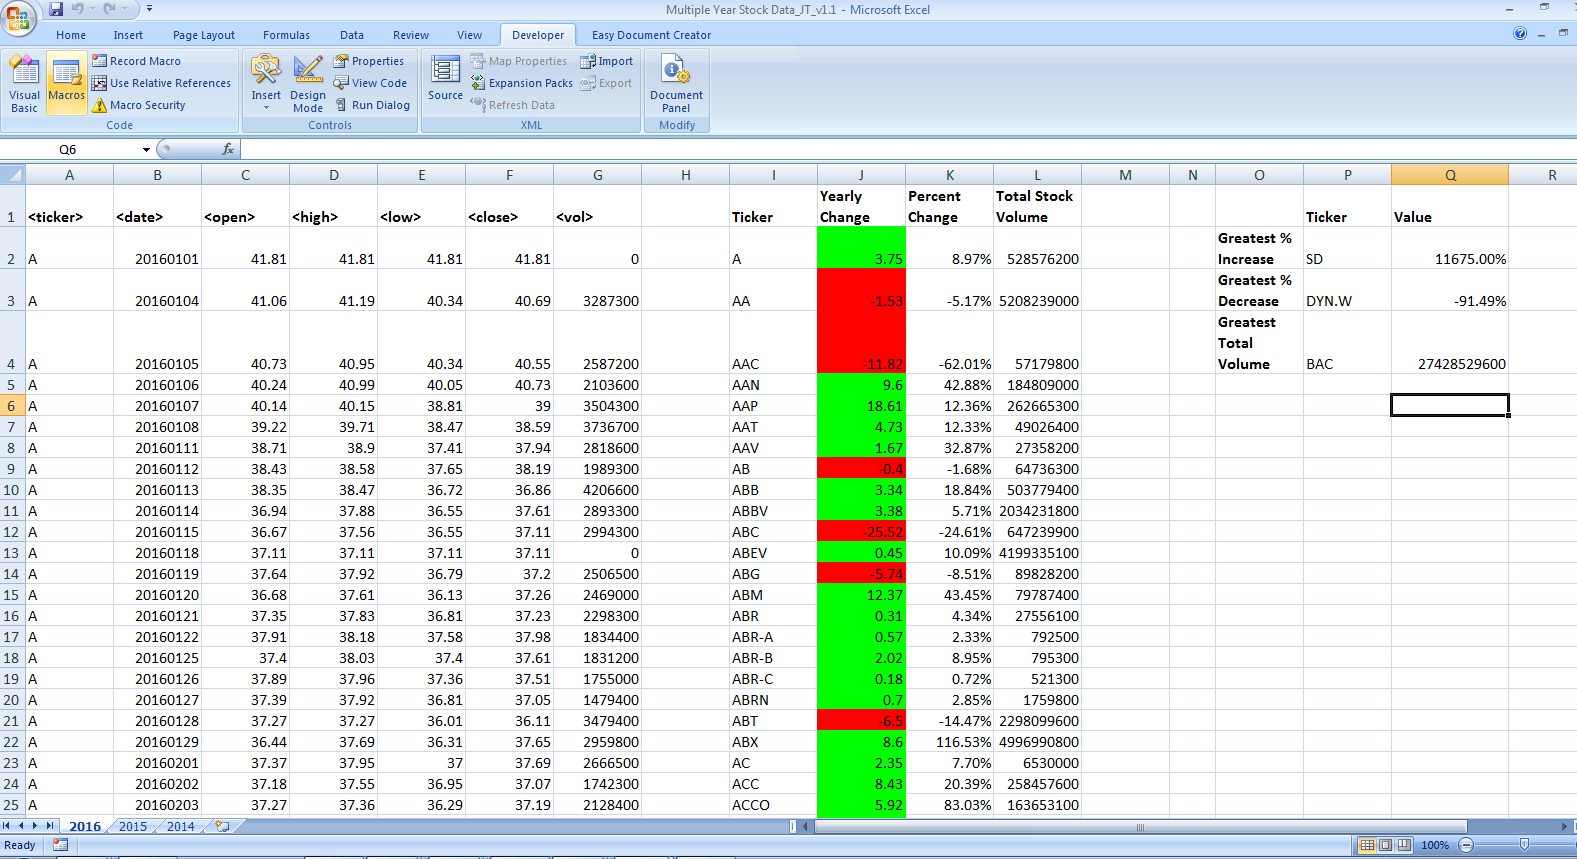 Multiple Year Stock Data_JT_v1.1 - Microsoft Excel
Home Insert Page Layout Formulas Data Review View Developer Easy Document Creator
Visual Basic
Macros
Record Macro
Use Relative References
Macro Security
Code
Insert
Design Mode
Properties
View Code
Run Dialog
Controls
Source
Map Properties
Expansion Packs
Refresh Data
Import
Export
XML
Document Panel
Modify
Q6 fx
A B C D E F G H I J K L M N O P Q R
1 <ticker> <date> <open> <high> <low> <close> <vol> Ticker Yearly Change Percent Change Total Stock Volume Ticker Value
2 A 20160101 41.81 41.81 41.81 41.81 0 A 3.75 8.97% 528576200 Greatest % Increase SD 11675.00%
3 A 20160104 41.06 41.19 40.34 40.69 3287300 AA -1.53 -5.17% 5208239000 Greatest % Decrease DYN.W -91.49%
4 A 20160105 40.73 40.95 40.34 40.55 2587200 AAC -11.82 -62.01% 57179800 Greatest Total Volume BAC 27428529600
5 A 20160106 40.24 40.99 40.05 40.73 2103600 AAN 9.6 42.88% 184809000
6 A 20160107 40.14 40.15 38.81 39 3504300 AAP 18.61 12.36% 262665300
7 A 20160108 39.22 39.71 38.47 38.59 3736700 AAT 4.73 12.33% 49026400
8 A 20160111 38.71 38.9 37.41 37.94 2818600 AAV 1.67 32.87% 27358200
9 A 20160112 38.43 38.58 37.65 38.19 1989300 AB -0.4 -1.68% 64736300
10 A 20160113 38.35 38.47 36.72 36.86 4206600 ABB 3.34 18.84% 503779400
11 A 20160114 36.94 37.88 36.55 37.61 2893300 ABBV 3.38 5.71% 2034231800
12 A 20160115 36.67 37.56 36.55 37.11 2994300 ABC -25.52 -24.61% 647239900
13 A 20160118 37.11 37.11 37.11 37.11 0 ABEV 0.45 10.09% 4199335100
14 A 20160119 37.64 37.92 36.79 37.2 2506500 ABG -5.74 -8.51% 89828200
15 A 20160120 36.68 37.61 36.13 37.26 2469000 ABM 12.37 43.45% 79787400
16 A 20160121 37.35 37.83 36.81 37.23 2298300 ABR 0.31 4.34% 27556100
17 A 20160122 37.91 38.18 37.58 37.98 1834400 ABR-A 0.57 2.33% 792500
18 A 20160125 37.4 38.03 37.4 37.61 1831200 ABR-B 2.02 8.95% 795300
19 A 20160126 37.89 37.96 37.36 37.51 1755000 ABR-C 0.18 0.72% 521300
20 A 20160127 37.39 37.92 36.81 37.05 1479400 ABRN 0.7 2.85% 1759800
21 A 20160128 37.27 37.27 36.01 36.11 3479400 ABT -6.5 -14.47% 2298099600
22 A 20160129 36.44 37.69 36.31 37.65 2959800 ABX 8.6 116.53% 4996990800
23 A 20160201 37.37 37.95 37 37.69 2666500 AC 2.35 7.70% 6530000
24 A 20160202 37.18 37.55 36.95 37.07 1742300 ACC 8.43 20.39% 258457600
25 A 20160203 37.27 37.36 36.29 37.19 2128400 ACCO 5.92 83.03% 163653100
2016 2015 2014
Ready 100%